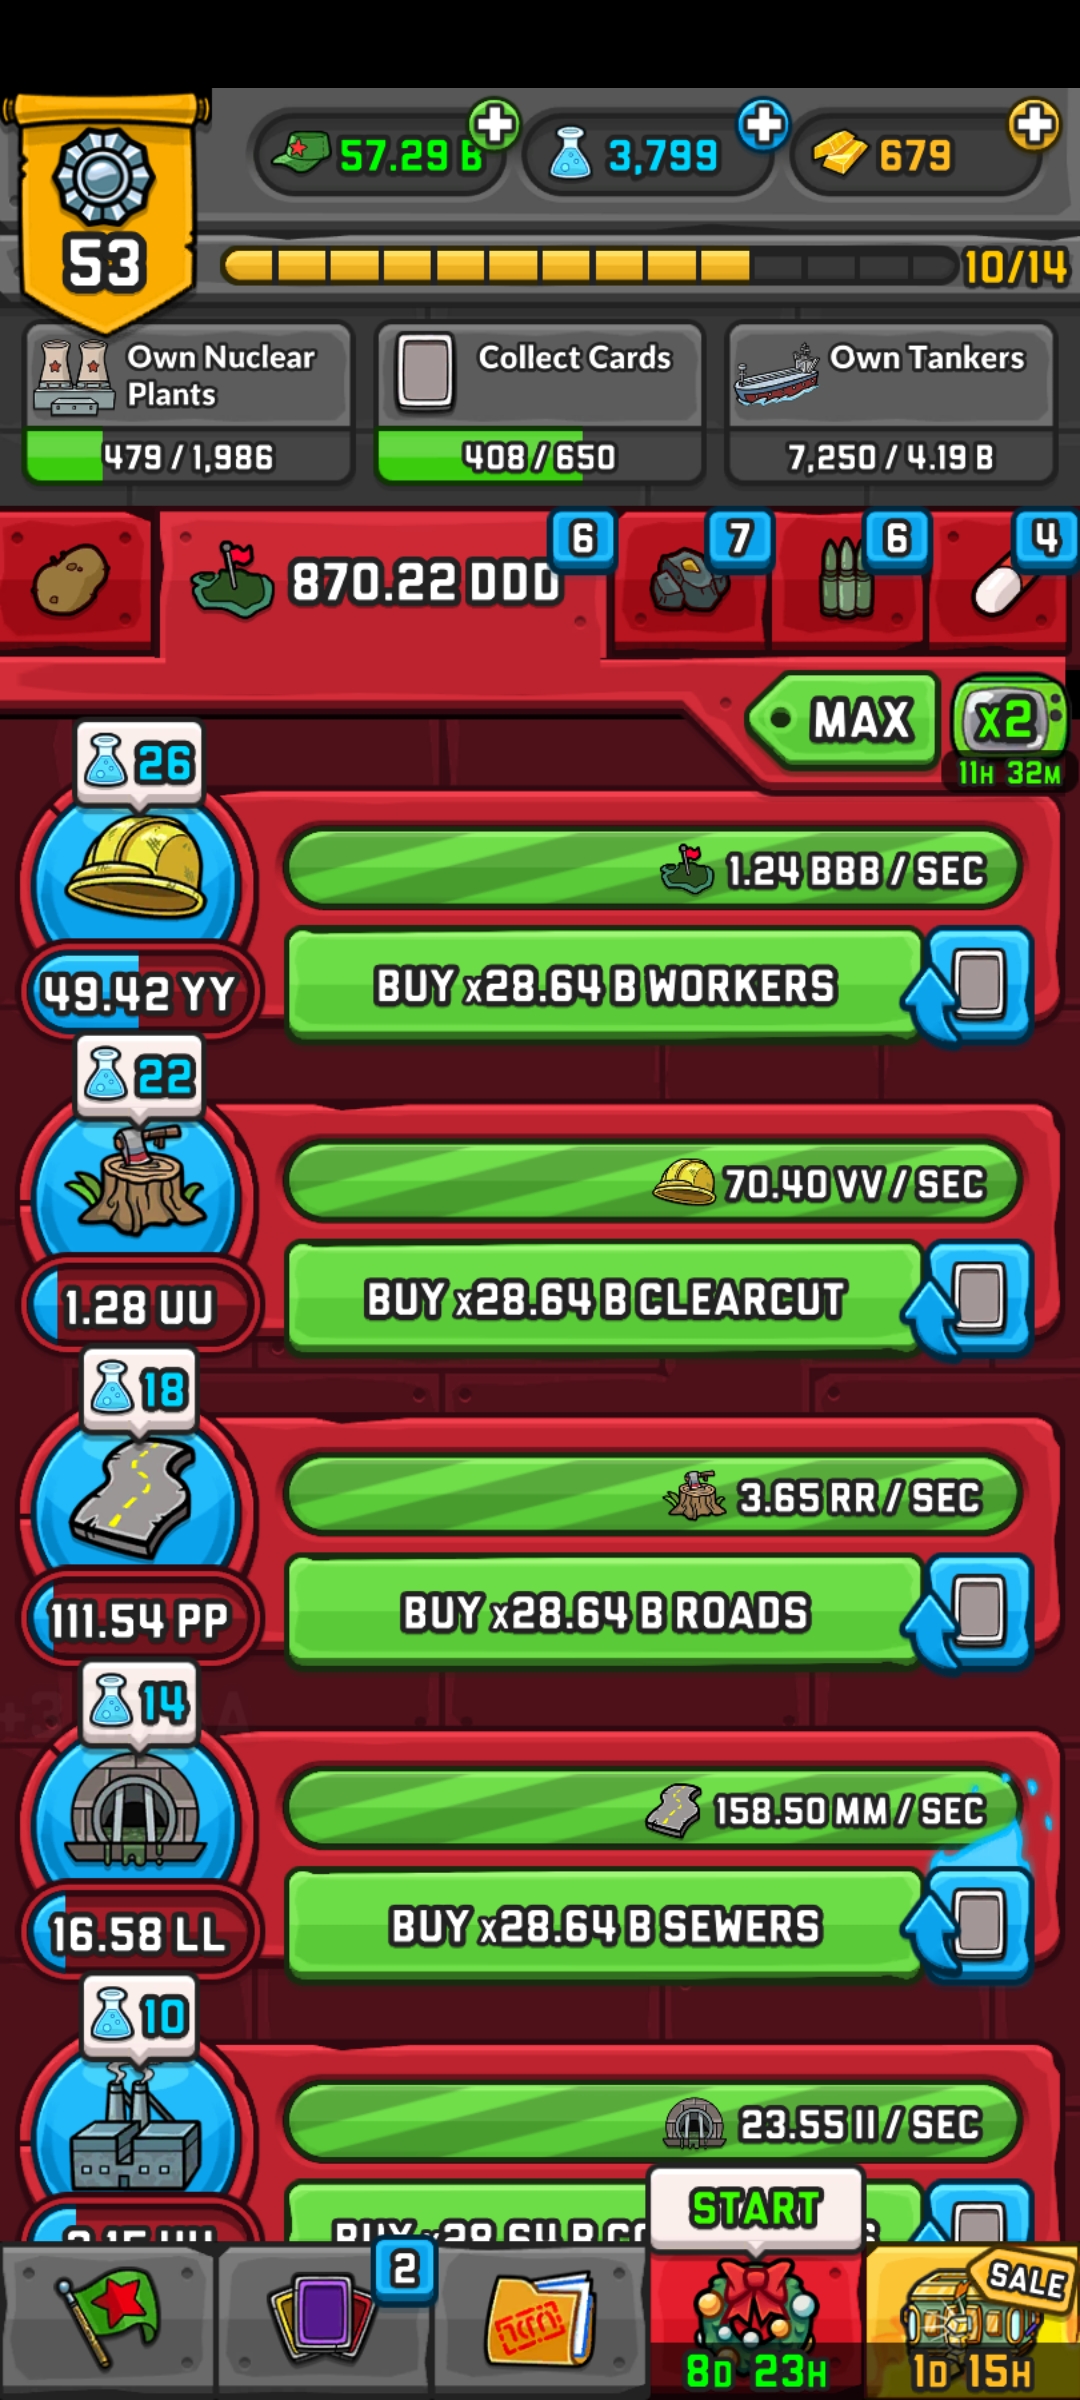 57.29 B
3,799
679
53
10/14
Own Nuclear Plants
Collect Cards
Own Tankers
479 / 1,986
408 / 650
7,250 / 4.19 B
870.22 DDD
6
7
6
4
MAX
x2
11H 32M
26
1.24 BBB / SEC
49.42 YY
BUY x28.64 B WORKERS
22
70.40 VV / SEC
1.28 UU
BUY x28.64 B CLEARCUT
18
3.65 RR / SEC
111.54 PP
BUY x28.64 B ROADS
14
158.50 MM / SEC
16.58 LL
BUY x28.64 B SEWERS
10
23.55 II / SEC
BUY x28.64 B
START
2
SALE
8D 23H
1D 15H